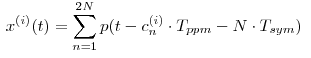 x^{(i)}(t) = \sum_{n=1}^{2N} p(t - c_n^{(i)} \cdot T_{ppm} - N \cdot T_{sym})